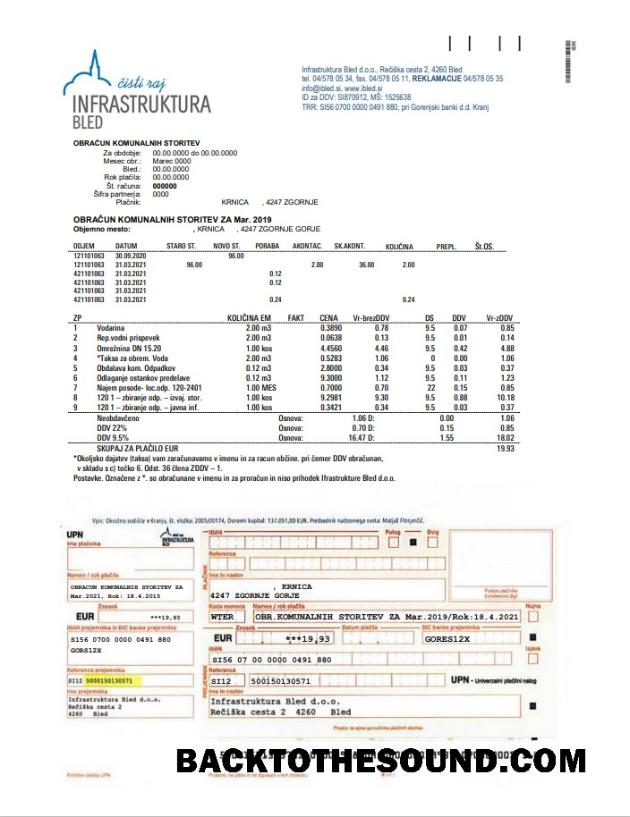 čisti raj
INFRASTRUKTURA
BLED
Infrastruktura Bled d.o.o., Rečiška cesta 2, 4260 Bled
tel. 04/578 05 34, fax. 04/578 05 11, REKLAMACIJE 04/578 05 35
info@ibled.si, www.ibled.si
ID za DDV: SI870912, MŠ: 1525638
TRR: SI56 0700 0000 0491 880, pri Gorenjski banki d.d. Kranj
OBRAČUN KOMUNALNIH STORITEV
Za obdobje: 00.00.0000 do 00.00.0000
Mesec obr.: Marec 0000
Bled.: 00.00.0000
Rok plačila: 00.00.0000
Št. računa: 000000
Šifra partnerja: 0000
Plačnik: KRNICA , 4247 ZGORNJE
OBRAČUN KOMUNALNIH STORITEV ZA Mar. 2019
Objemno mesto: , KRNICA , 4247 ZGORNJE GORJE
ODJEM DATUM STARO ST. NOVO ST. PORABA AKONTAC. SK.AKONT. KOLIČINA PREPL. Št.OS.
121101063 30.09.2020 96.00
121101063 31.03.2021 96.00 2.00 36.00 2.00
421101063 31.03.2021 0.12
421101063 31.03.2021 0.12
421101063 31.03.2021
421101063 31.03.2021 0.24 0.24
ZP KOLIČINA EM FAKT CENA Vr-brezDDV DS DDV Vr-zDDV
1 Vodarina 2.00 m3 0.3890 0.78 9.5 0.07 0.85
2 Rep.vodni prispevek 2.00 m3 0.0638 0.13 9.5 0.01 0.14
3 Omrežnina DN 15.20 1.00 kos 4.4560 4.46 9.5 0.42 4.88
4 *Taksa za obrem. Voda 2.00 m3 0.5283 1.06 0 0.00 1.06
5 Obdalava kom. Odpadkov 0.12 m3 2.8000 0.34 9.5 0.03 0.37
6 Odlaganje ostankov predelave 0.12 m3 9.3000 1.12 9.5 0.11 1.23
7 Najem posode- loc.odp. 120-2401 1.00 MES 0.7000 0.70 22 0.15 0.85
8 120 1 – zbiranje odp. – izvaj. stor. 1.00 kos 9.2981 9.30 9.5 0.88 10.18
9 120 1 – zbiranje odp. – javna inf. 1.00 kos 0.3421 0.34 9.5 0.03 0.37
Neobdavčeno Osnova: 1.06 D: 0.00 1.06
DDV 22% Osnova: 0.70 D: 0.15 0.85
DDV 9.5% Osnova: 16.47 D: 1.55 18.02
SKUPAJ ZA PLAČILO EUR 19.93
*Okoljsko dajatev (taksa) vam zaračunavamo v imenu in za racun občine. pri čemer DDV obračunan,
v skladu s c) točko 6. Odst. 36 člena ZDDV – 1.
Postavke. Označene z *. so obračunane v imenu in za proračun in niso prihodek Ifrastrukture Bled d.o.o.
Vpis: Okrožno sodišče v Kranju, št. vložka: 2005/00174, Osnovni kapital: 137.051,00 EUR. Predsednik nadzornega sveta: Matjaž Florjančič.
UPN
INFRASTRUKTURA
BLED
Ime plačnika
IBAN
Polog
Dvig
Referenca
PLAČNIK
Namen / rok plačila
OBRACUN KOMUNALNIH STORITEV ZA
Mar.2021, Rok: 18.4.2015
Ime in naslov
, KRNICA
4247 ZGORNJE GORJE
Znesek
EUR ***19,93
Koda namena Namen / rok plačila Nujno
WTER OBR.KOMUNALNIH STORITEV ZA Mar.2019/Rok:18.4.2021
Znesek Datum plačila BIC banke prejemnika
EUR ***19,93 GORES12X
IBAN prejemnika in BIC banke prejemnika
SI56 0700 0000 0491 880
GORS12X
IBAN
SI56 07 00 0000 0491 880
Referenca prejemnika
SI12 5000150130571
Referenca
SI12 500150130571
UPN - Univerzalni plačilni nalog
PREJEMNIK
Ime prejemnika
Infrastruktura Bled d.o.o.
Rečiška cesta 2
4260 Bled
Ime in naslov
Infrastruktura Bled d.o.o.
Rečiška cesta 2 4260 Bled
BACKTOTHESOUND.COM
Potrdilo plačila UPN